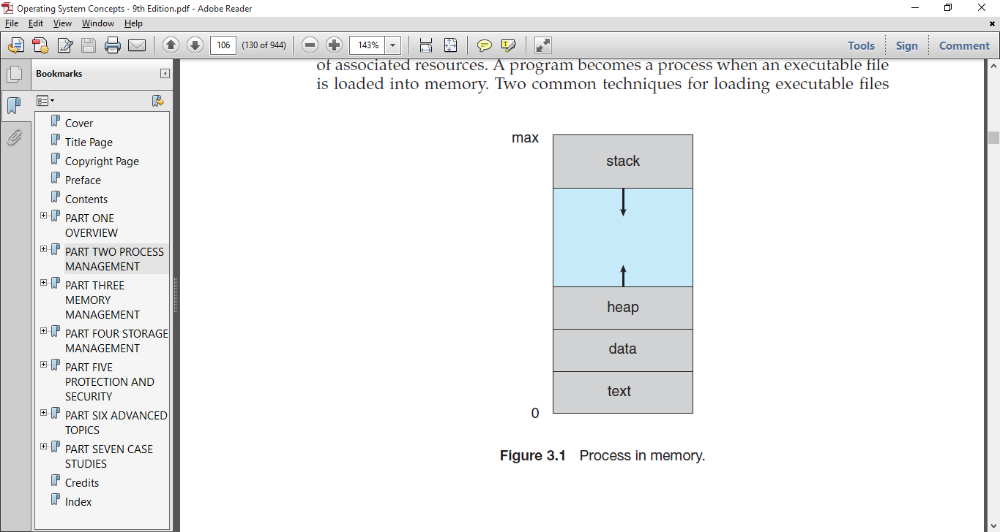 Operating System Concepts - 9th Edition.pdf - Adobe Reader
File Edit View Window Help
106 (130 of 944) 143% Tools Sign Comment
Bookmarks
Cover
Title Page
Copyright Page
Preface
Contents
PART ONE
OVERVIEW
PART TWO PROCESS
MANAGEMENT
PART THREE
MEMORY
MANAGEMENT
PART FOUR STORAGE
MANAGEMENT
PART FIVE
PROTECTION AND
SECURITY
PART SIX ADVANCED
TOPICS
PART SEVEN CASE
STUDIES
Credits
Index
of associated resources. A program becomes a process when an executable file
is loaded into memory. Two common techniques for loading executable files
max
stack
heap
data
text
0
Figure 3.1 Process in memory.